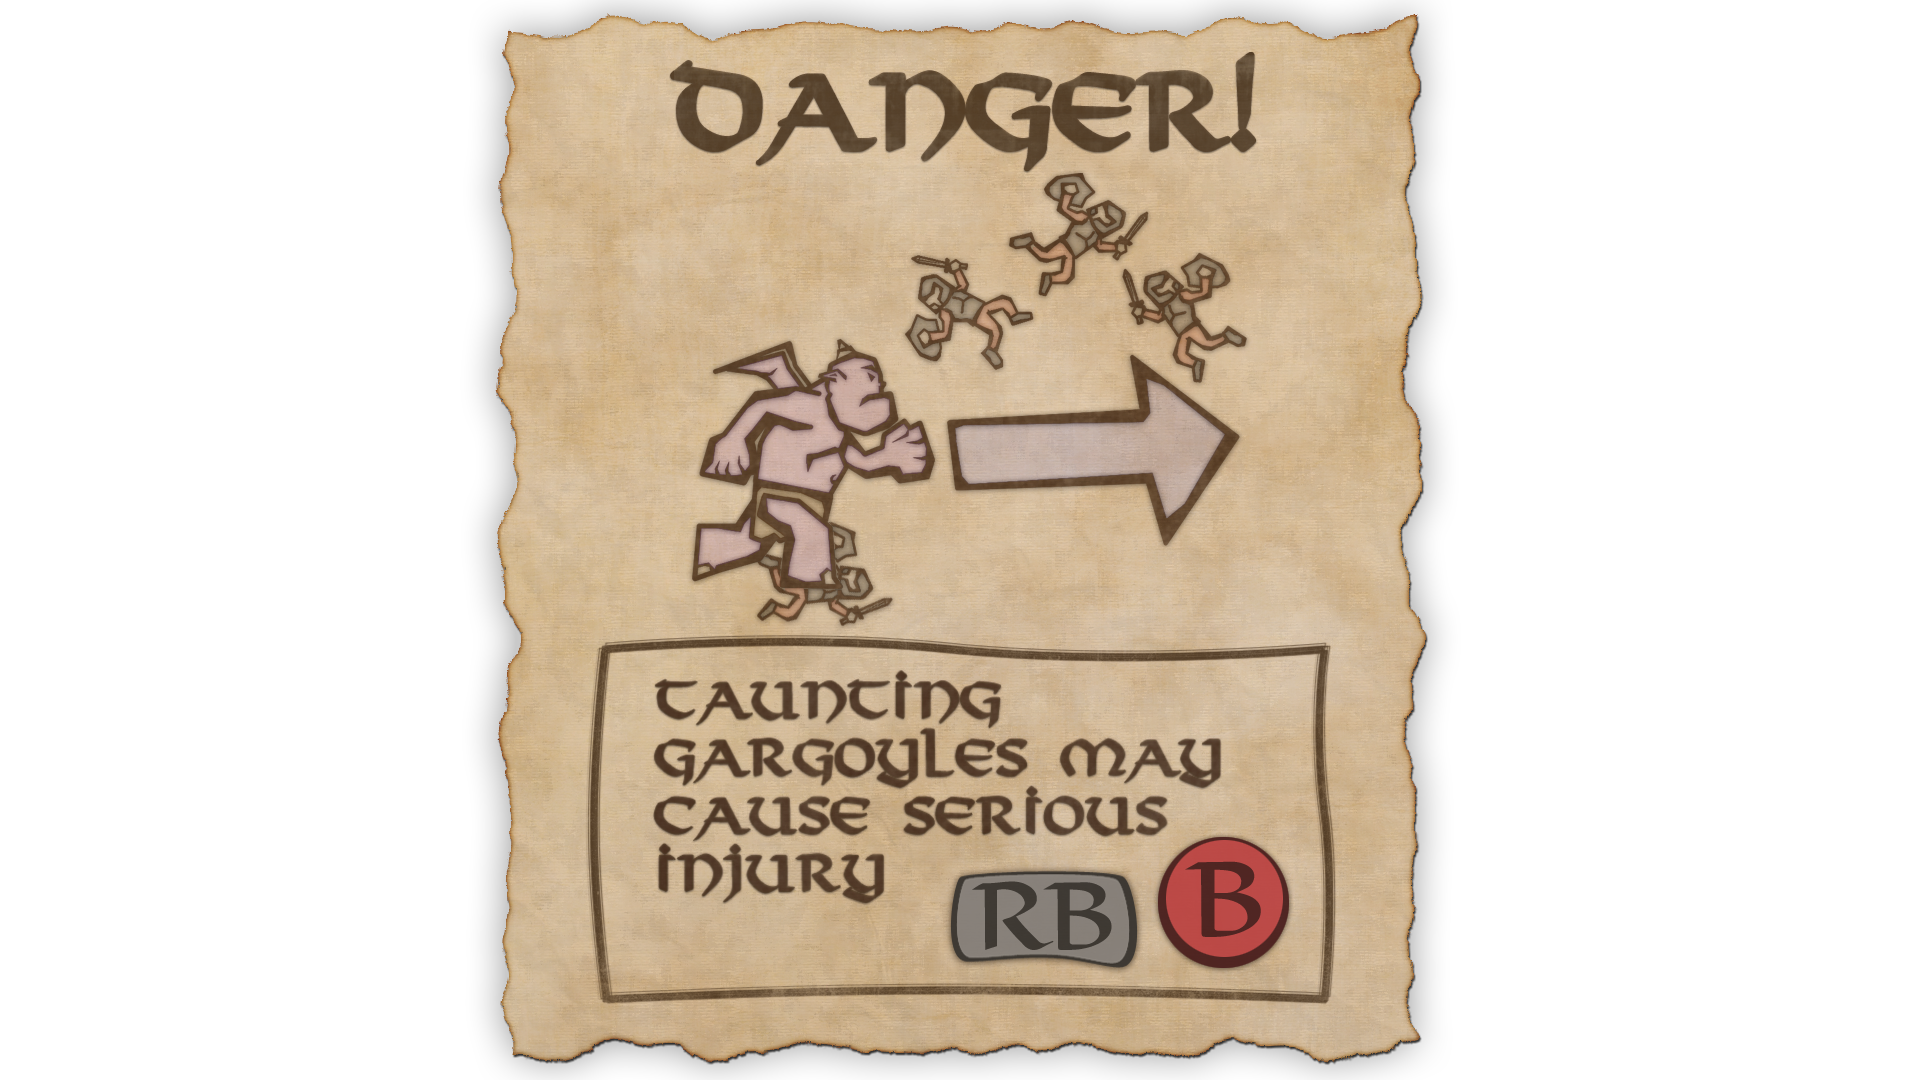 DANGER!
TAUNTING
GARGOYLES MAY
CAUSE SERIOUS
INJURY
RB B